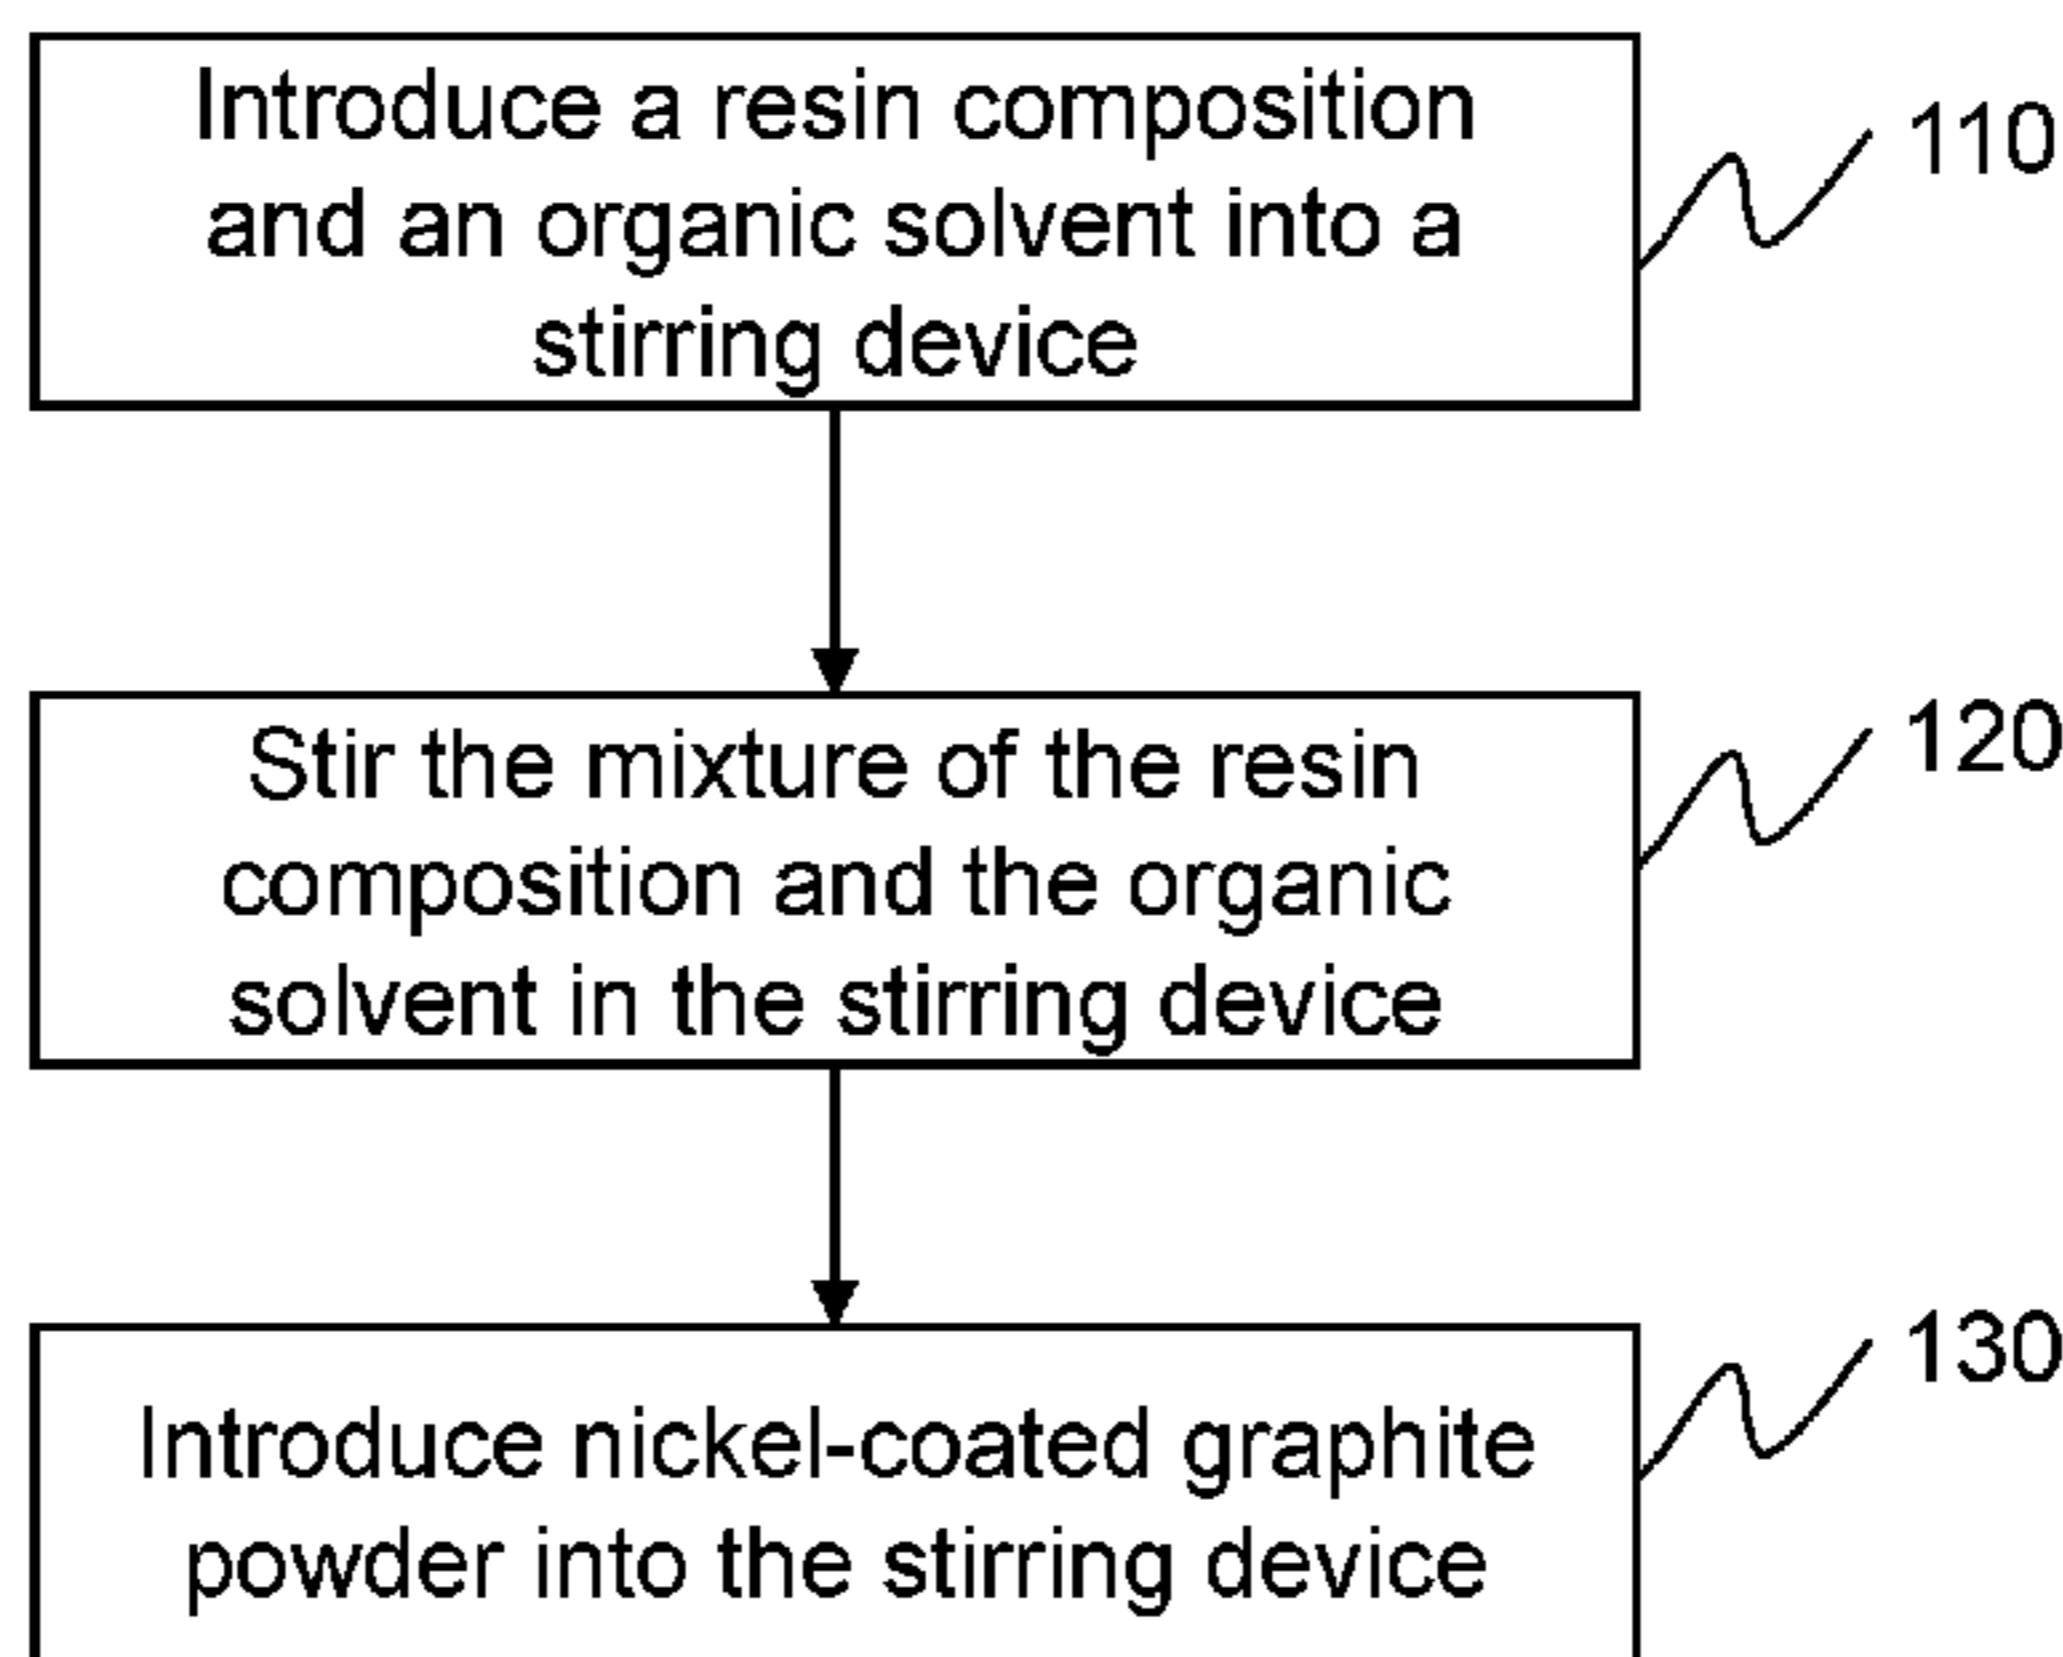 Introduce a resin composition
and an organic solvent into a
stirring device
110
Stir the mixture of the resin
composition and the organic
solvent in the stirring device
120
Introduce nickel-coated graphite
powder into the stirring device
130